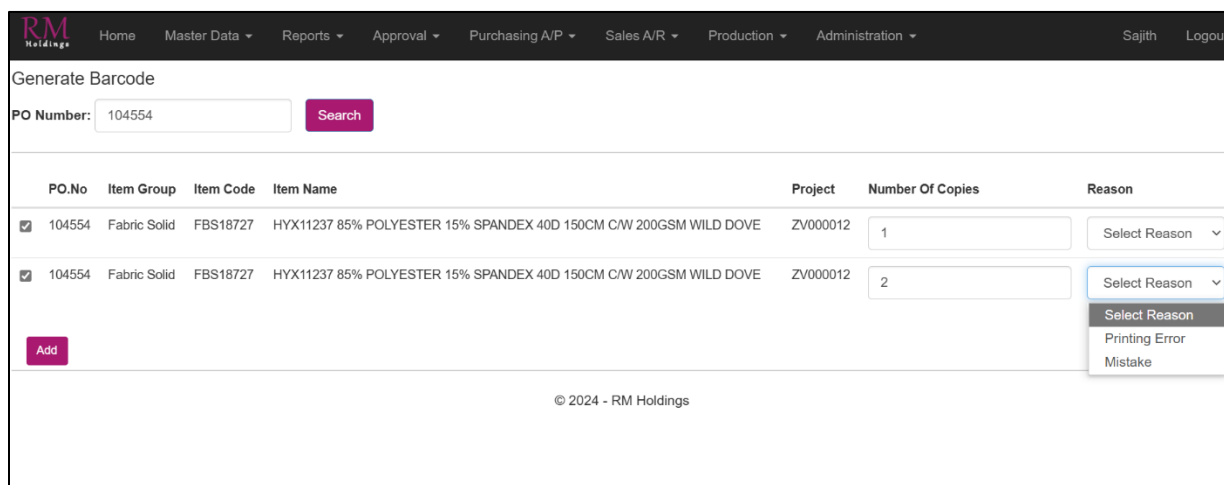 RM Holdings Home Master Data Reports Approval Purchasing A/P Sales A/R Production Administration Sajith Logou
Generate Barcode
PO Number: 104554 Search
PO.No Item Group Item Code Item Name Project Number Of Copies Reason
104554 Fabric Solid FBS18727 HYX11237 85% POLYESTER 15% SPANDEX 40D 150CM C/W 200GSM WILD DOVE ZV000012 1 Select Reason
104554 Fabric Solid FBS18727 HYX11237 85% POLYESTER 15% SPANDEX 40D 150CM C/W 200GSM WILD DOVE ZV000012 2 Select Reason
Select Reason
Printing Error
Mistake
Add
© 2024 - RM Holdings